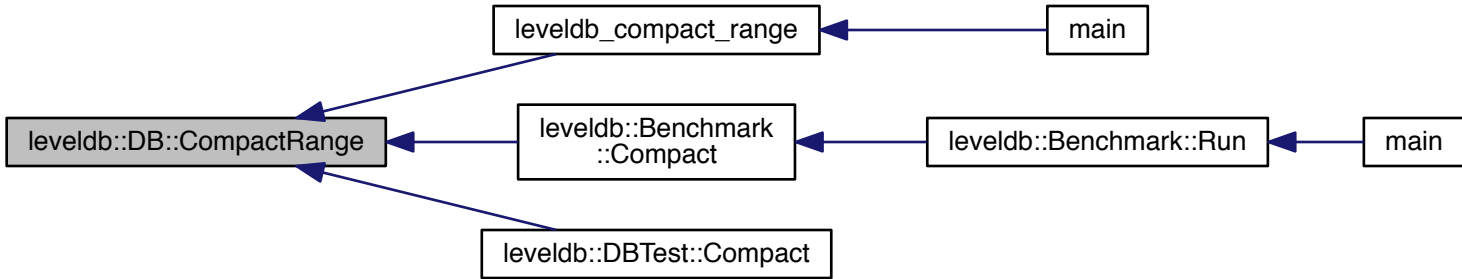 leveldb_compact_range
main
leveldb::DB::CompactRange
leveldb::Benchmark
::Compact
leveldb::Benchmark::Run
main
leveldb::DBTest::Compact